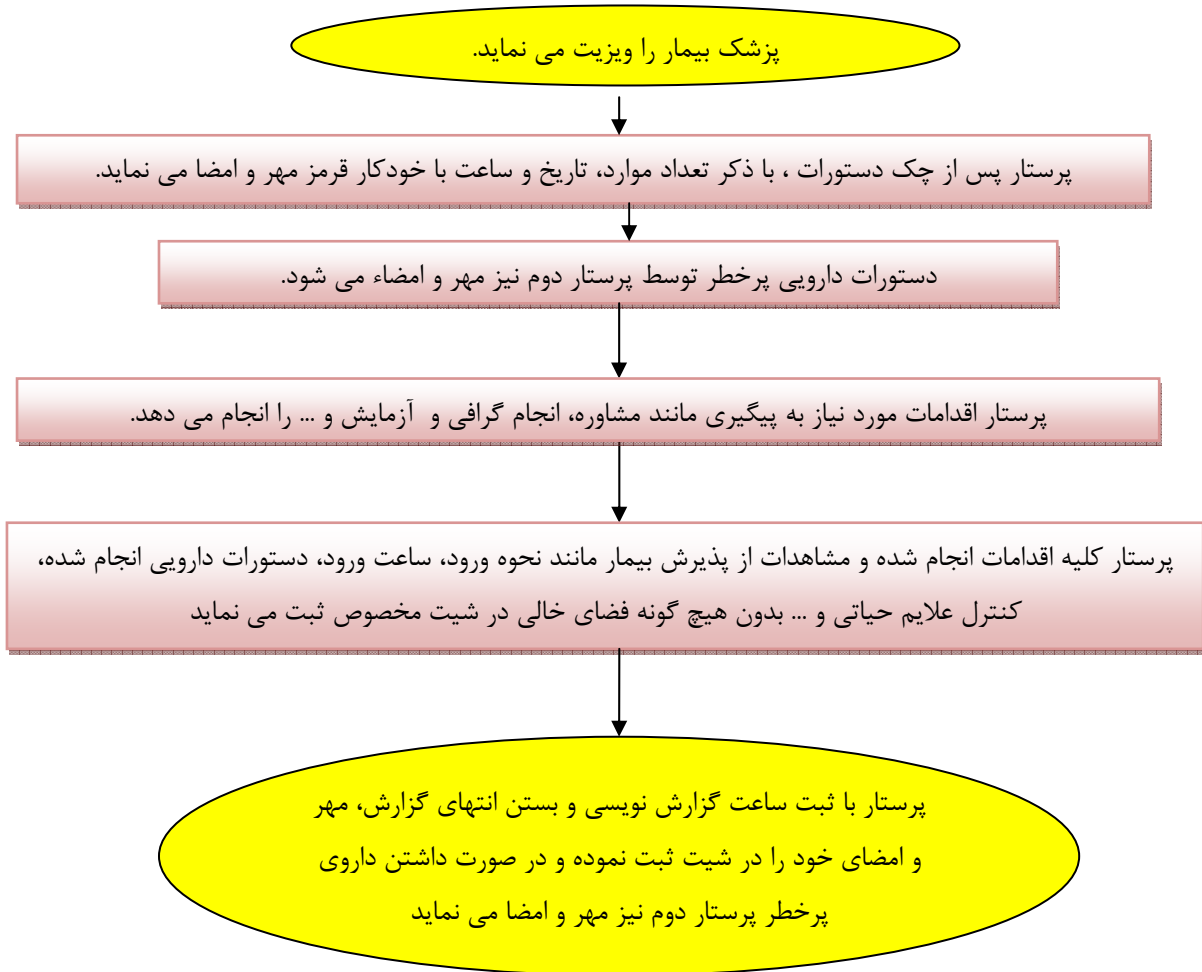 پزشک بیمار را ویزیت می نماید.
پرستار پس از چک دستورات ، با ذکر تعداد موارد، تاریخ و ساعت با خودکار قرمز مهر و امضا می نماید.
دستورات دارویی پرخطر توسط پرستار دوم نیز مهر و امضاء می شود.
پرستار اقدامات مورد نیاز به پیگیری مانند مشاوره، انجام گرافی و آزمایش و ... را انجام می دهد.
پرستار کلیه اقدامات انجام شده و مشاهدات از پذیرش بیمار مانند نحوه ورود، ساعت ورود، دستورات دارویی انجام شده،
کنترل علایم حیاتی و ... بدون هیچ گونه فضای خالی در شیت مخصوص ثبت می نماید
پرستار با ثبت ساعت گزارش نویسی و بستن انتهای گزارش، مهر
و امضای خود را در شیت ثبت نموده و در صورت داشتن داروی
پرخطر پرستار دوم نیز مهر و امضا می نماید